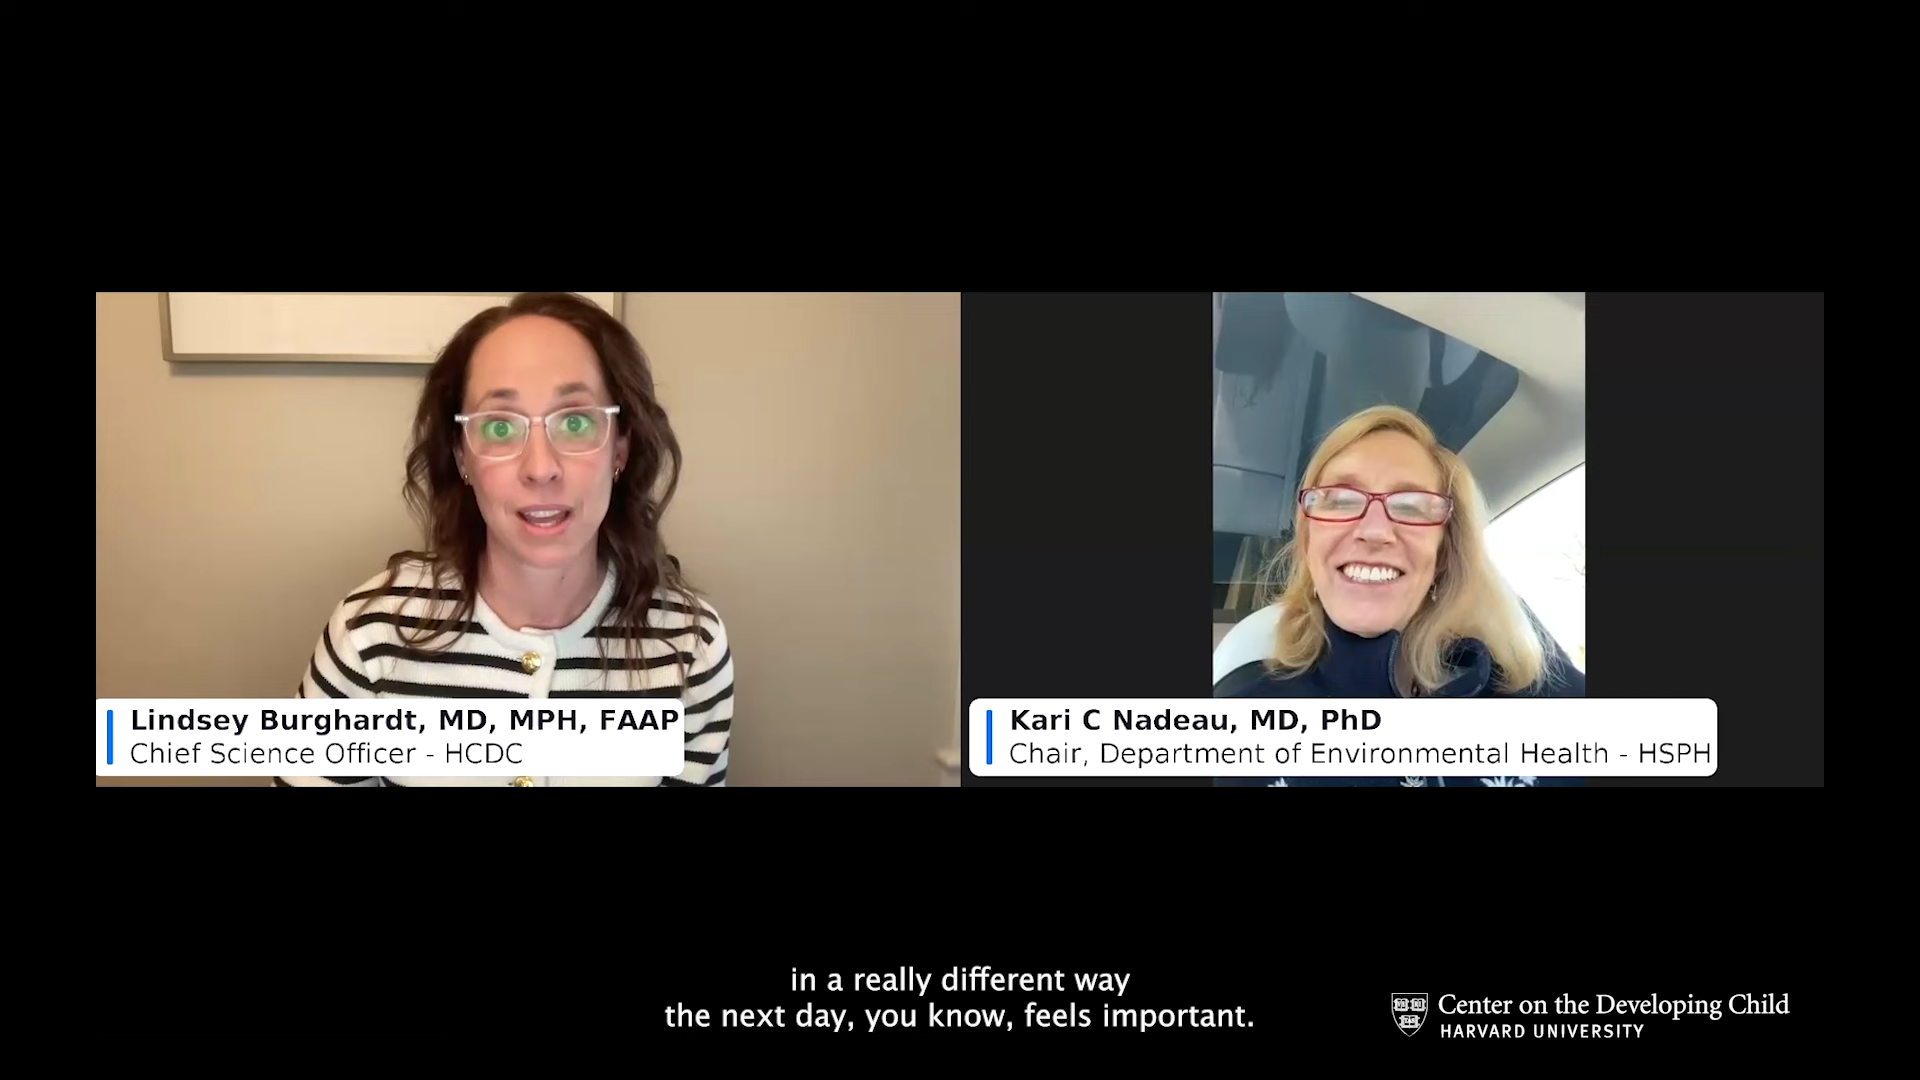 Lindsey Burghardt, MD, MPH, FAAP
Chief Science Officer - HCDC
Kari C Nadeau, MD, PhD
Chair, Department of Environmental Health - HSPH
in a really different way
the next day, you know, feels important.
Center on the Developing Child
HARVARD UNIVERSITY